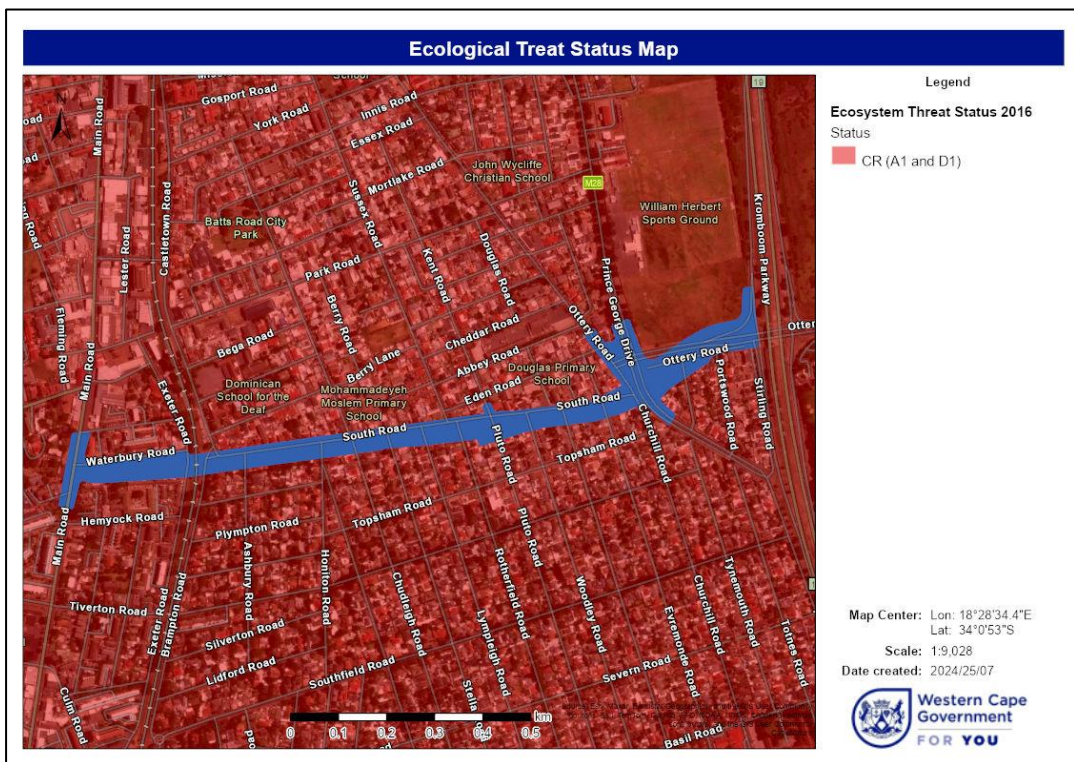 Ecological Treat Status Map
Legend
Ecosystem Threat Status 2016
Status
CR (A1 and D1)
School
Gosport Road
York Road
Innis Road
Essex Road
Mortlake Road
Main Road
Lester Road
Castletown Road
Sussex Road
John Wycliffe
Christian School
M28
19
William Herbert
Sports Ground
Kromboom Parkway
Batts Road City
Park
Park Road
Kent Road
Douglas Road
Prince George Drive
Fleming Road
Main Road
Bega Road
Berry Road
Berry Lane
Cheddar Road
Abbey Road
Eden Road
Ottery Road
Ottery Road
Douglas Primary
School
Exeter Road
Dominican
School for the
Deaf
Mohammadeyeh
Moslem Primary
School
South Road
South Road
Portswood Road
Stirling Road
Waterbury Road
Pluto Road
Topsham Road
Churchill Road
Hemyock Road
Main Road
Plympton Road
Topsham Road
Pluto Road
Tiverton Road
Exeter Road
Brampton Road
Ashbury Road
Honiton Road
Chudleigh Road
Rotherfield Road
Lympleigh Road
Woodley Road
Churchill Road
Tynemouth Road
Evremonde Road
Totnes Road
Silverton Road
Lidford Road
Southfield Road
Severn Road
Culm Road
Basil Road
km
0 0,1 0,2 0,3 0,4 0,5
Map Center: Lon: 18°28'34.4"E
Lat: 34°0'53"S
Scale: 1:9,028
Date created: 2024/25/07
Western Cape
Government
FOR YOU